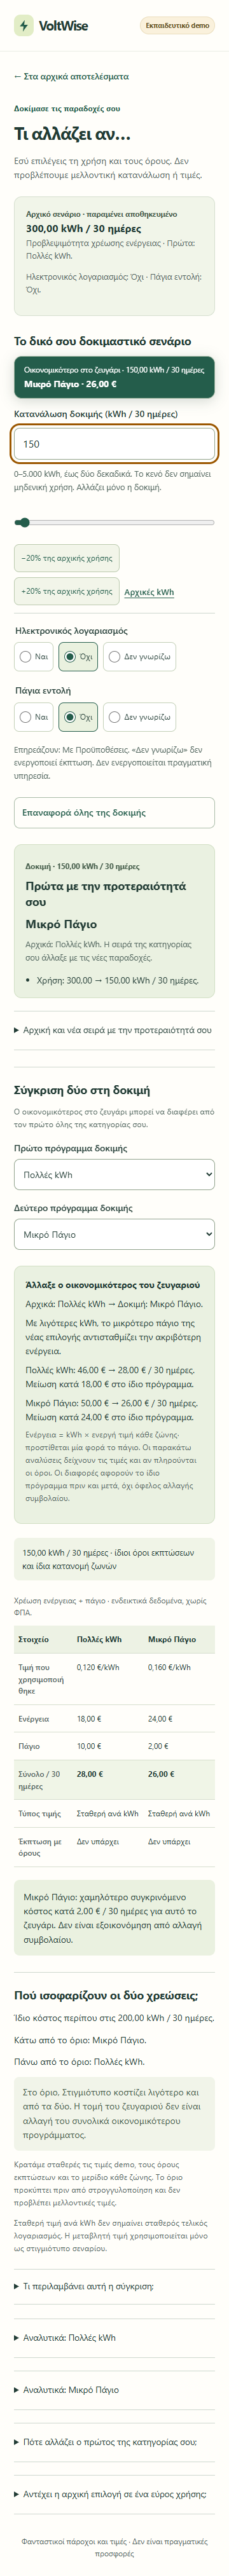 VoltWise
Εκπαιδευτικό demo
← Στα αρχικά αποτελέσματα
Δοκίμασε τις παραδοχές σου
Τι αλλάζει αν…
Εσύ επιλέγεις τη χρήση και τους όρους. Δεν
προβλέπουμε μελλοντική κατανάλωση ή τιμές.
Αρχικό σενάριο · παραμένει αποθηκευμένο
300,00 kWh / 30 ημέρες
Προβλεψιμότητα χρέωσης ενέργειας · Πρώτα:
Πολλές kWh.
Ηλεκτρονικός λογαριασμός: Όχι · Πάγια εντολή:
Όχι.
Το δικό σου δοκιμαστικό σενάριο
Οικονομικότερο στο ζευγάρι · 150,00 kWh / 30 ημέρες
Μικρό Πάγιο · 26,00 €
Κατανάλωση δοκιμής (kWh / 30 ημέρες)
150
0–5.000 kWh, έως δύο δεκαδικά. Το κενό δεν σημαίνει
μηδενική χρήση. Αλλάζει μόνο η δοκιμή.
−20% της αρχικής χρήσης
+20% της αρχικής χρήσης
Αρχικές kWh
Ηλεκτρονικός λογαριασμός
Ναι
Όχι
Δεν γνωρίζω
Πάγια εντολή
Ναι
Όχι
Δεν γνωρίζω
Επηρεάζουν: Με Προϋποθέσεις. «Δεν γνωρίζω» δεν
ενεργοποιεί έκπτωση. Δεν ενεργοποιείται πραγματική
υπηρεσία.
Επαναφορά όλης της δοκιμής
Δοκιμή · 150,00 kWh / 30 ημέρες
Πρώτα με την προτεραιότητά
σου
Μικρό Πάγιο
Αρχικά: Πολλές kWh. Η σειρά της κατηγορίας
σου άλλαξε με τις νέες παραδοχές.
Χρήση: 300,00 → 150,00 kWh / 30 ημέρες.
Αρχική και νέα σειρά με την προτεραιότητά σου
Σύγκριση δύο στη δοκιμή
Ο οικονομικότερος στο ζευγάρι μπορεί να διαφέρει από
τον πρώτο όλης της κατηγορίας σου.
Πρώτο πρόγραμμα δοκιμής
Πολλές kWh
Δεύτερο πρόγραμμα δοκιμής
Μικρό Πάγιο
Άλλαξε ο οικονομικότερος του ζευγαριού
Αρχικά: Πολλές kWh → Δοκιμή: Μικρό Πάγιο.
Με λιγότερες kWh, το μικρότερο πάγιο της
νέας επιλογής αντισταθμίζει την ακριβότερη
ενέργεια.
Πολλές kWh: 46,00 € → 28,00 € / 30 ημέρες.
Μείωση κατά 18,00 € στο ίδιο πρόγραμμα.
Μικρό Πάγιο: 50,00 € → 26,00 € / 30 ημέρες.
Μείωση κατά 24,00 € στο ίδιο πρόγραμμα.
Ενέργεια = kWh × ενεργή τιμή κάθε ζώνης·
προστίθεται μία φορά το πάγιο. Οι παρακάτω
αναλύσεις δείχνουν τις τιμές και αν πληρούνται
οι όροι. Οι διαφορές αφορούν το ίδιο
πρόγραμμα πριν και μετά, όχι όφελος αλλαγής
συμβολαίου.
150,00 kWh / 30 ημέρες · ίδιοι όροι εκπτώσεων
και ίδια κατανομή ζωνών
Χρέωση ενέργειας + πάγιο · ενδεικτικά δεδομένα, χωρίς
ΦΠΑ.
Στοιχείο Πολλές kWh Μικρό Πάγιο
Τιμή που
χρησιμοποιή
θηκε
0,120 €/kWh 0,160 €/kWh
Ενέργεια 18,00 € 24,00 €
Πάγιο 10,00 € 2,00 €
Σύνολο / 30
ημέρες
28,00 € 26,00 €
Τύπος τιμής Σταθερή ανά kWh Σταθερή ανά kWh
Έκπτωση με
όρους
Δεν υπάρχει Δεν υπάρχει
Μικρό Πάγιο: χαμηλότερο συγκρινόμενο
κόστος κατά 2,00 € / 30 ημέρες για αυτό το
ζευγάρι. Δεν είναι εξοικονόμηση από αλλαγή
συμβολαίου.
Πού ισοφαρίζουν οι δύο χρεώσεις;
Ίδιο κόστος περίπου στις 200,00 kWh / 30 ημέρες.
Κάτω από το όριο: Μικρό Πάγιο.
Πάνω από το όριο: Πολλές kWh.
Στο όριο, Στιγμιότυπο κοστίζει λιγότερο και
από τα δύο. Η τομή του ζευγαριού δεν είναι
αλλαγή του συνολικά οικονομικότερου
προγράμματος.
Κρατάμε σταθερές τις τιμές demo, τους όρους
εκπτώσεων και το μερίδιο κάθε ζώνης. Το όριο
προκύπτει πριν από στρογγυλοποίηση και δεν
προβλέπει μελλοντικές τιμές.
Σταθερή τιμή ανά kWh δεν σημαίνει σταθερός τελικός
λογαριασμός. Η μεταβλητή τιμή χρησιμοποιείται μόνο
ως στιγμιότυπο σεναρίου.
Τι περιλαμβάνει αυτή η σύγκριση;
Αναλυτικά: Πολλές kWh
Αναλυτικά: Μικρό Πάγιο
Πότε αλλάζει ο πρώτος της κατηγορίας σου;
Αντέχει η αρχική επιλογή σε ένα εύρος χρήσης;
Φανταστικοί πάροχοι και τιμές · Δεν είναι πραγματικές
προσφορές